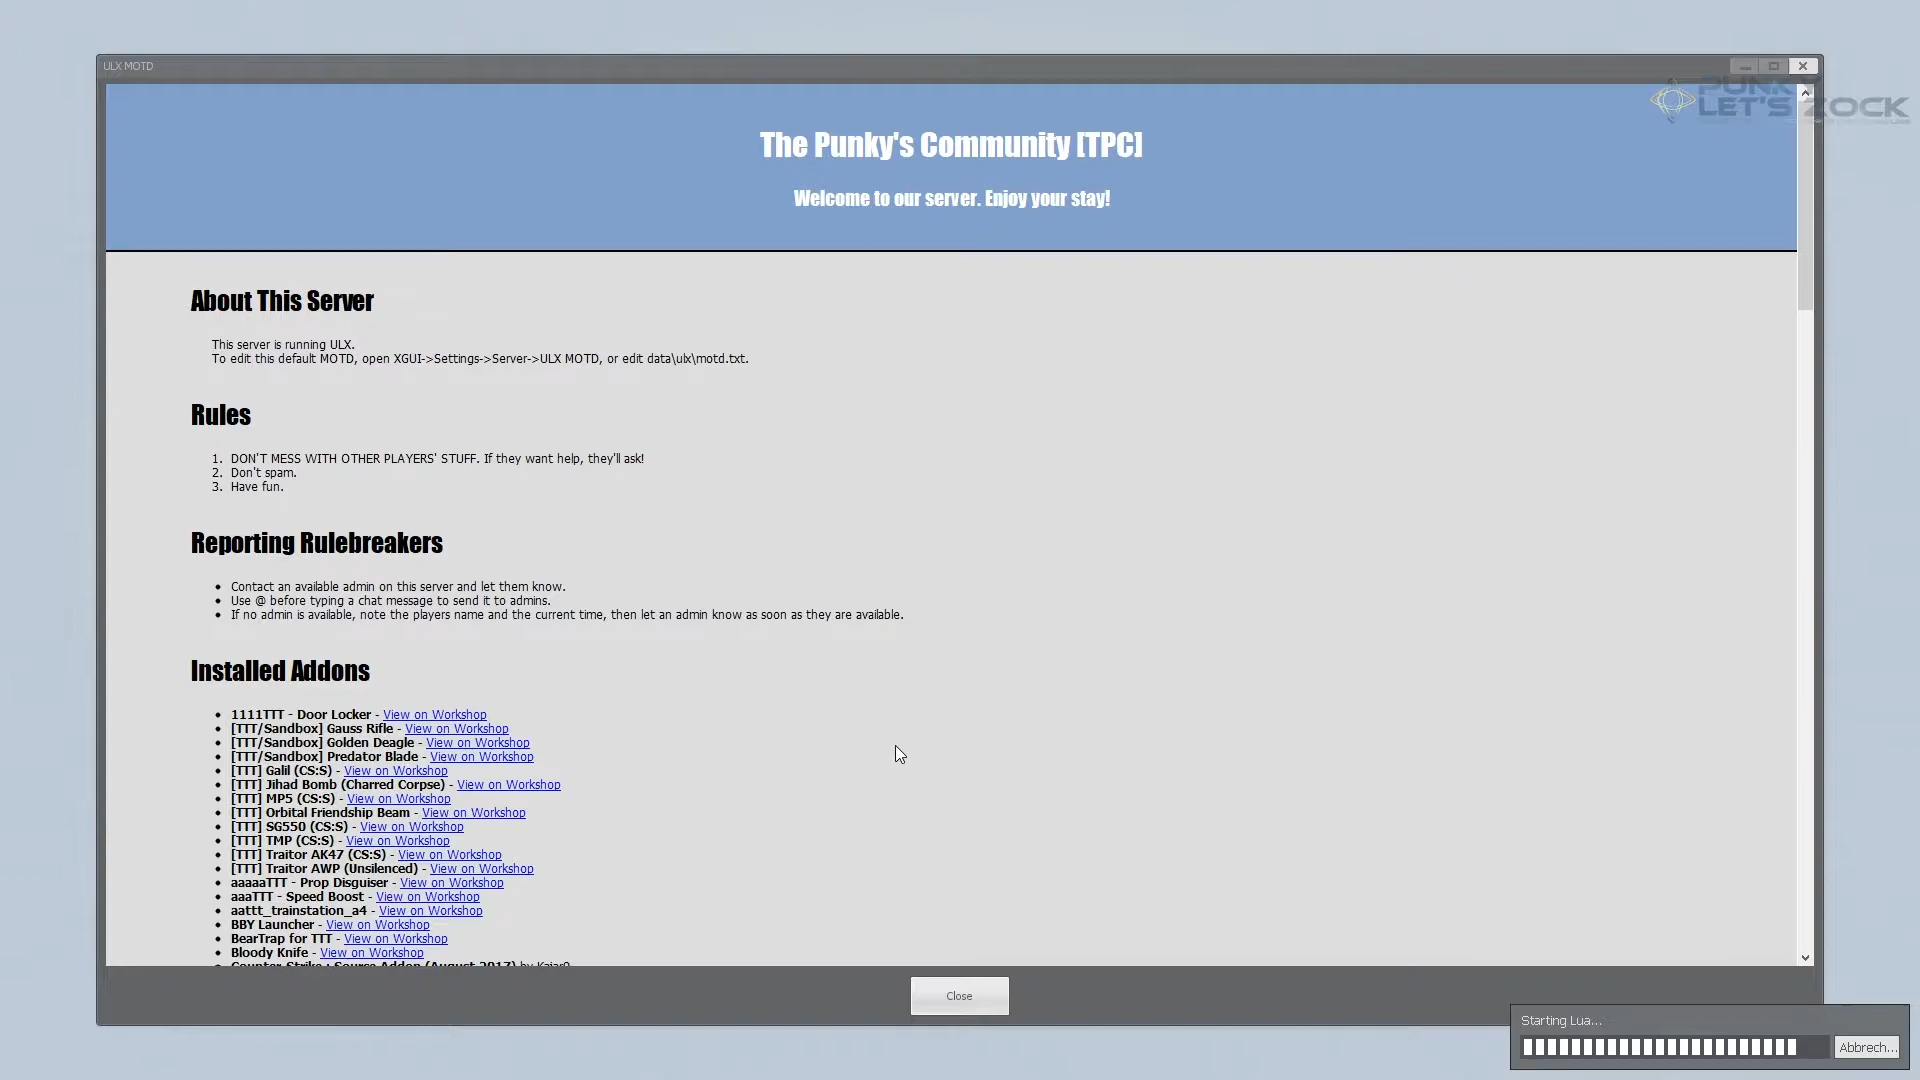 ULX MOTD
PUNKY
LET'S ZOCK
The Punky's Community [TPC]
Welcome to our server. Enjoy your stay!
About This Server
This server is running ULX.
To edit this default MOTD, open XGUI->Settings->Server->ULX MOTD, or edit data\ulx\motd.txt.
Rules
1. DON'T MESS WITH OTHER PLAYERS' STUFF. If they want help, they'll ask!
2. Don't spam.
3. Have fun.
Reporting Rulebreakers
• Contact an available admin on this server and let them know.
• Use @ before typing a chat message to send it to admins.
• If no admin is available, note the players name and the current time, then let an admin know as soon as they are available.
Installed Addons
• 1111TTT - Door Locker - View on Workshop
• [TTT/Sandbox] Gauss Rifle - View on Workshop
• [TTT/Sandbox] Golden Deagle - View on Workshop
• [TTT/Sandbox] Predator Blade - View on Workshop
• [TTT] Galil (CS:S) - View on Workshop
• [TTT] Jihad Bomb (Charred Corpse) - View on Workshop
• [TTT] MP5 (CS:S) - View on Workshop
• [TTT] Orbital Friendship Beam - View on Workshop
• [TTT] SG550 (CS:S) - View on Workshop
• [TTT] TMP (CS:S) - View on Workshop
• [TTT] Traitor AK47 (CS:S) - View on Workshop
• [TTT] Traitor AWP (Unsilenced) - View on Workshop
• aaaaaTTT - Prop Disguiser - View on Workshop
• aaaTTT - Speed Boost - View on Workshop
• aattt_trainstation_a4 - View on Workshop
• BBY Launcher - View on Workshop
• BearTrap for TTT - View on Workshop
• Bloody Knife - View on Workshop
• Counter-Strike: Source Addon (August 2017) by
Close
Starting Lua...
Abbrech...